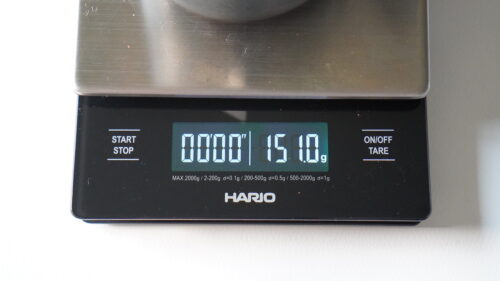 START
STOP
00'00" 151.0g
ON/OFF
TARE
MAX 2000g / 2-200g d=0.1g / 200-500g d=0.5g / 500-2000g d=1g
HARIO